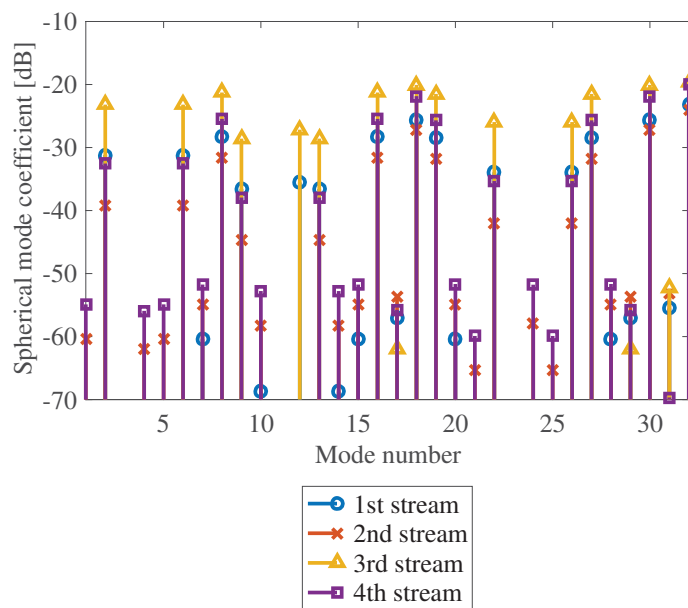 -10
-20
-30
-40
-50
-60
-70
Spherical mode coefficient [dB]
5 10 15 20 25 30
Mode number
1st stream
2nd stream
3rd stream
4th stream